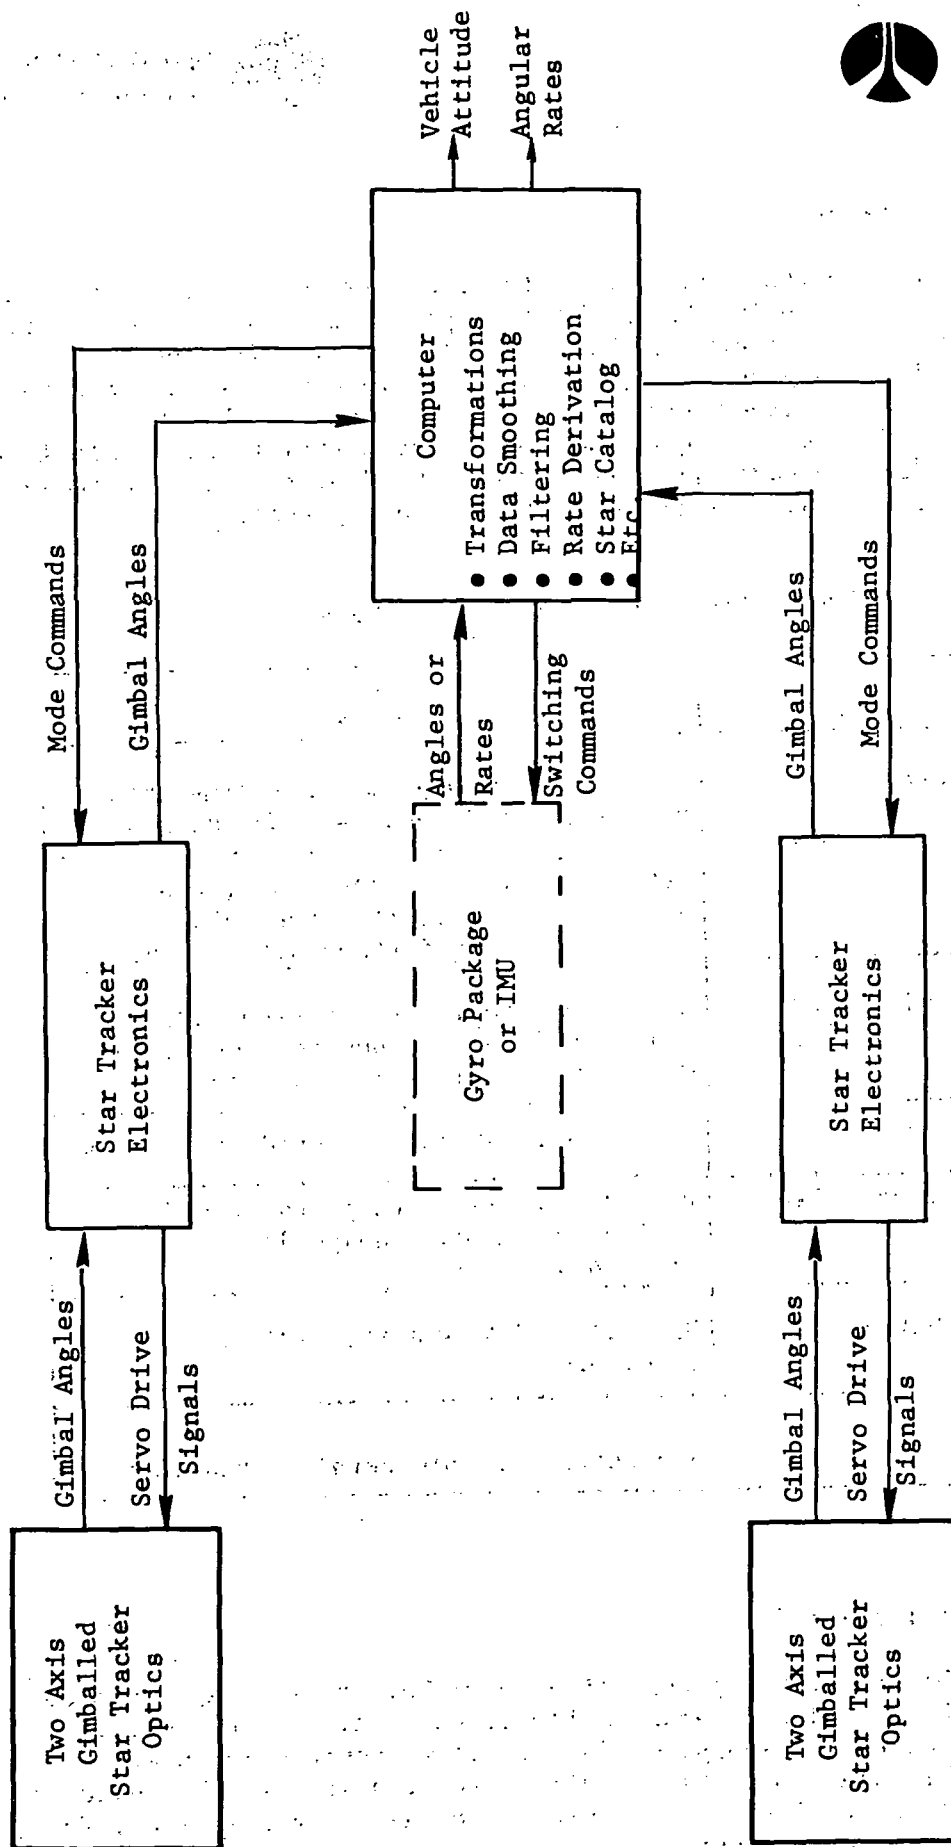 Two Axis
Gimballed
Star Tracker
Optics
Gimbal Angles
Servo Drive
Signals
Star Tracker
Electronics
Mode Commands
Gimbal Angles
Gyro Package
or IMU
Angles or
Rates
Switching
Commands
Computer
• Transformations
• Data Smoothing
• Filtering
• Rate Derivation
• Star Catalog
• Etc
Vehicle
Attitude
Angular
Rates
Two Axis
Gimballed
Star Tracker
Optics
Gimbal Angles
Servo Drive
Signals
Star Tracker
Electronics
Gimbal Angles
Mode Commands